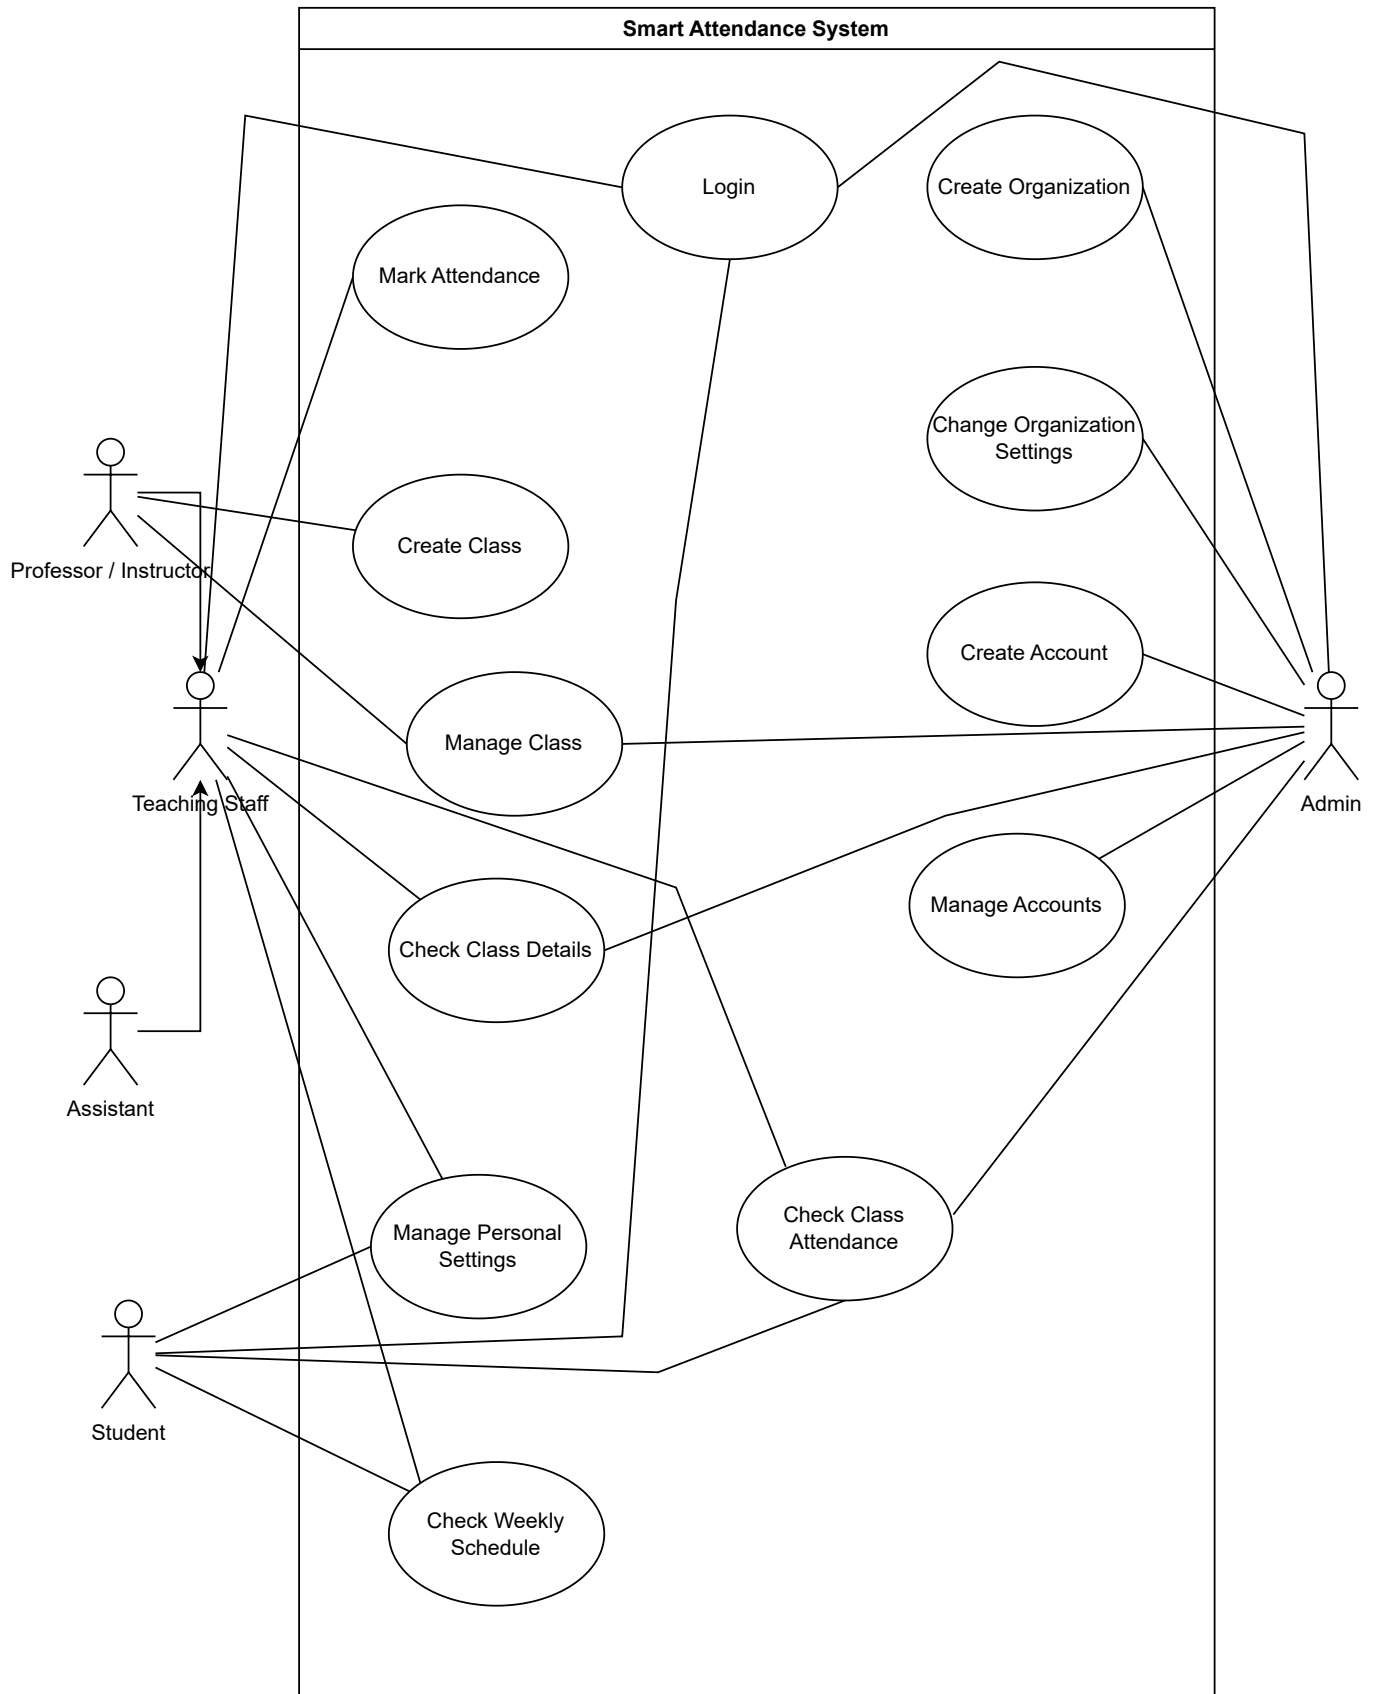 Smart Attendance System
Login
Create Organization
Mark Attendance
Change Organization
Settings
Create Class
Professor / Instructor
Create Account
Manage Class
Teaching Staff
Admin
Manage Accounts
Check Class Details
Assistant
Check Class
Attendance
Manage Personal
Settings
Student
Check Weekly
Schedule